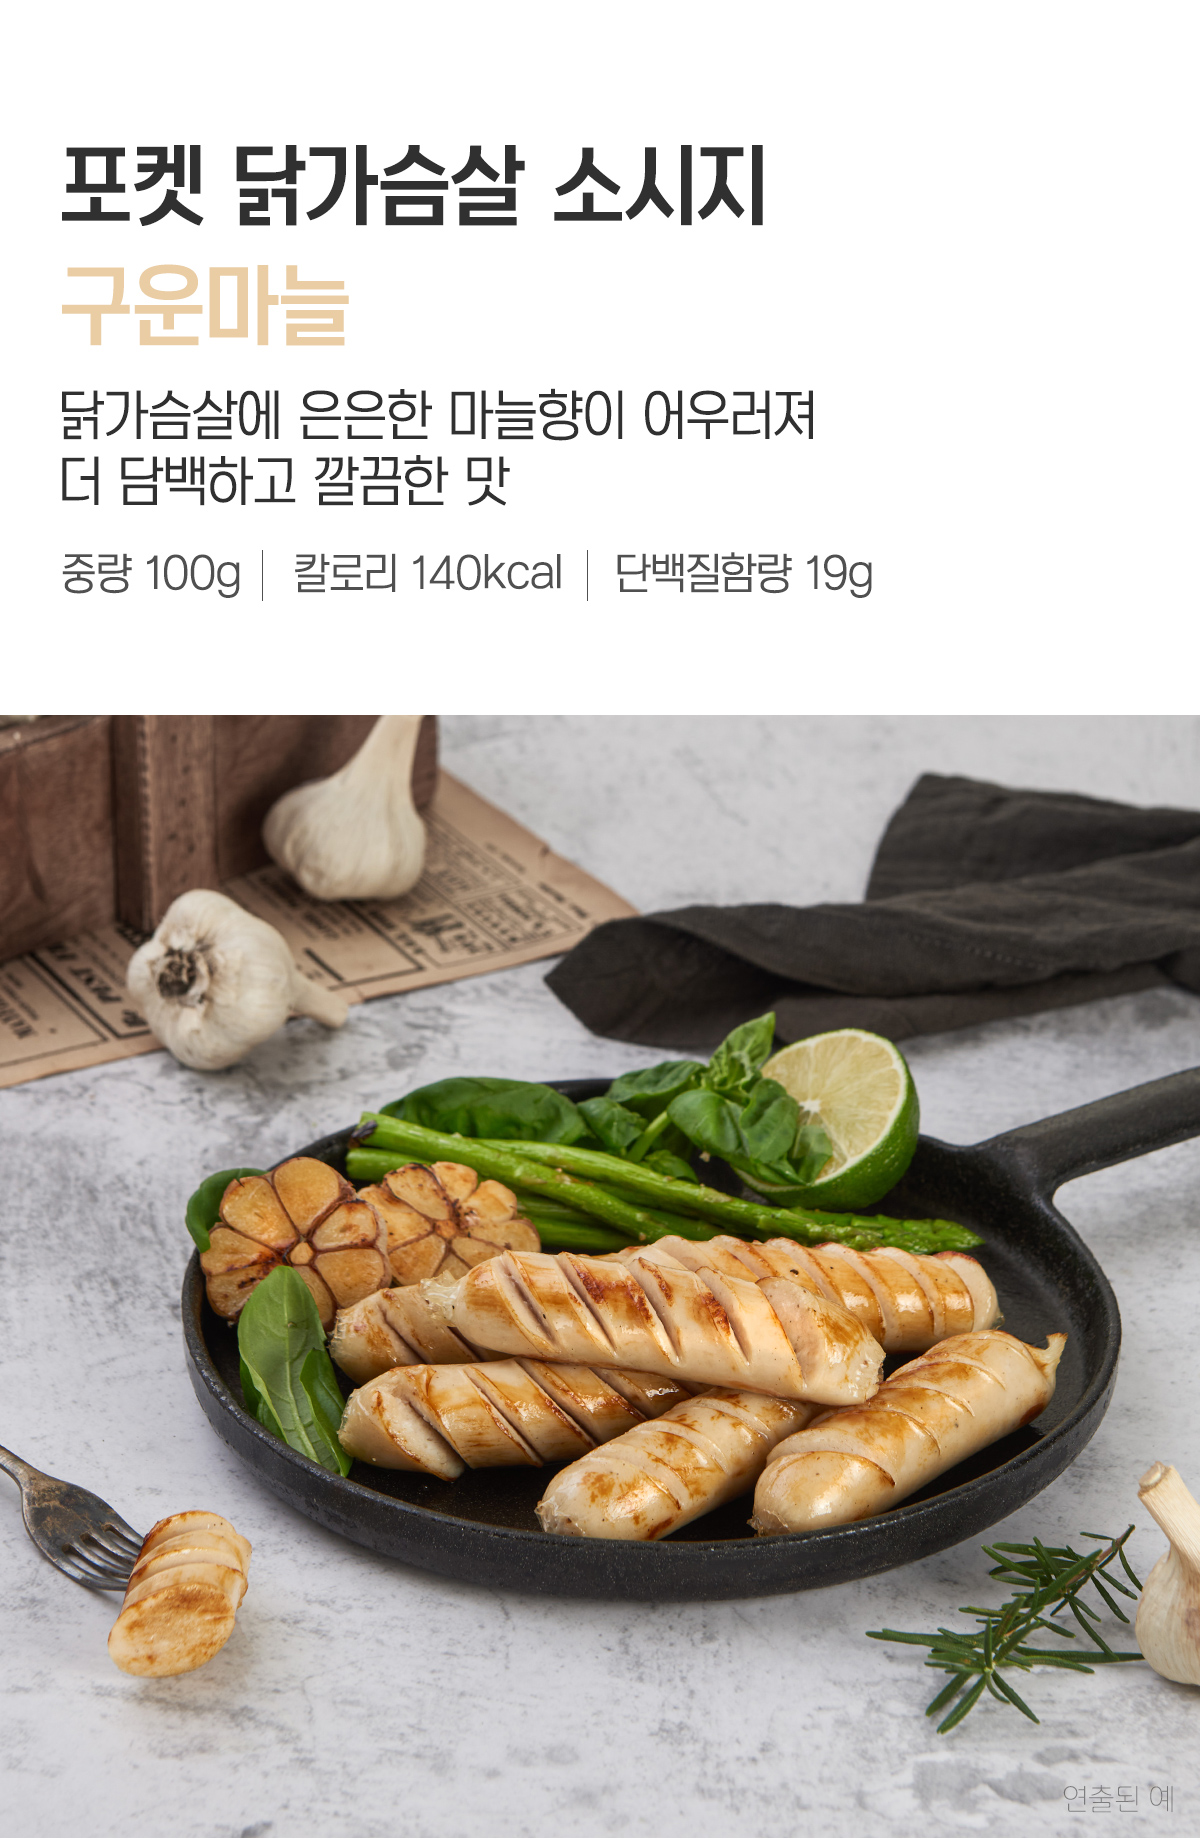 포켓 닭가슴살 소시지
구운마늘
닭가슴살에 은은한 마늘향이 어우러져
더 담백하고 깔끔한 맛
중량 100g | 칼로리 140kcal | 단백질함량 19g
연출된 예